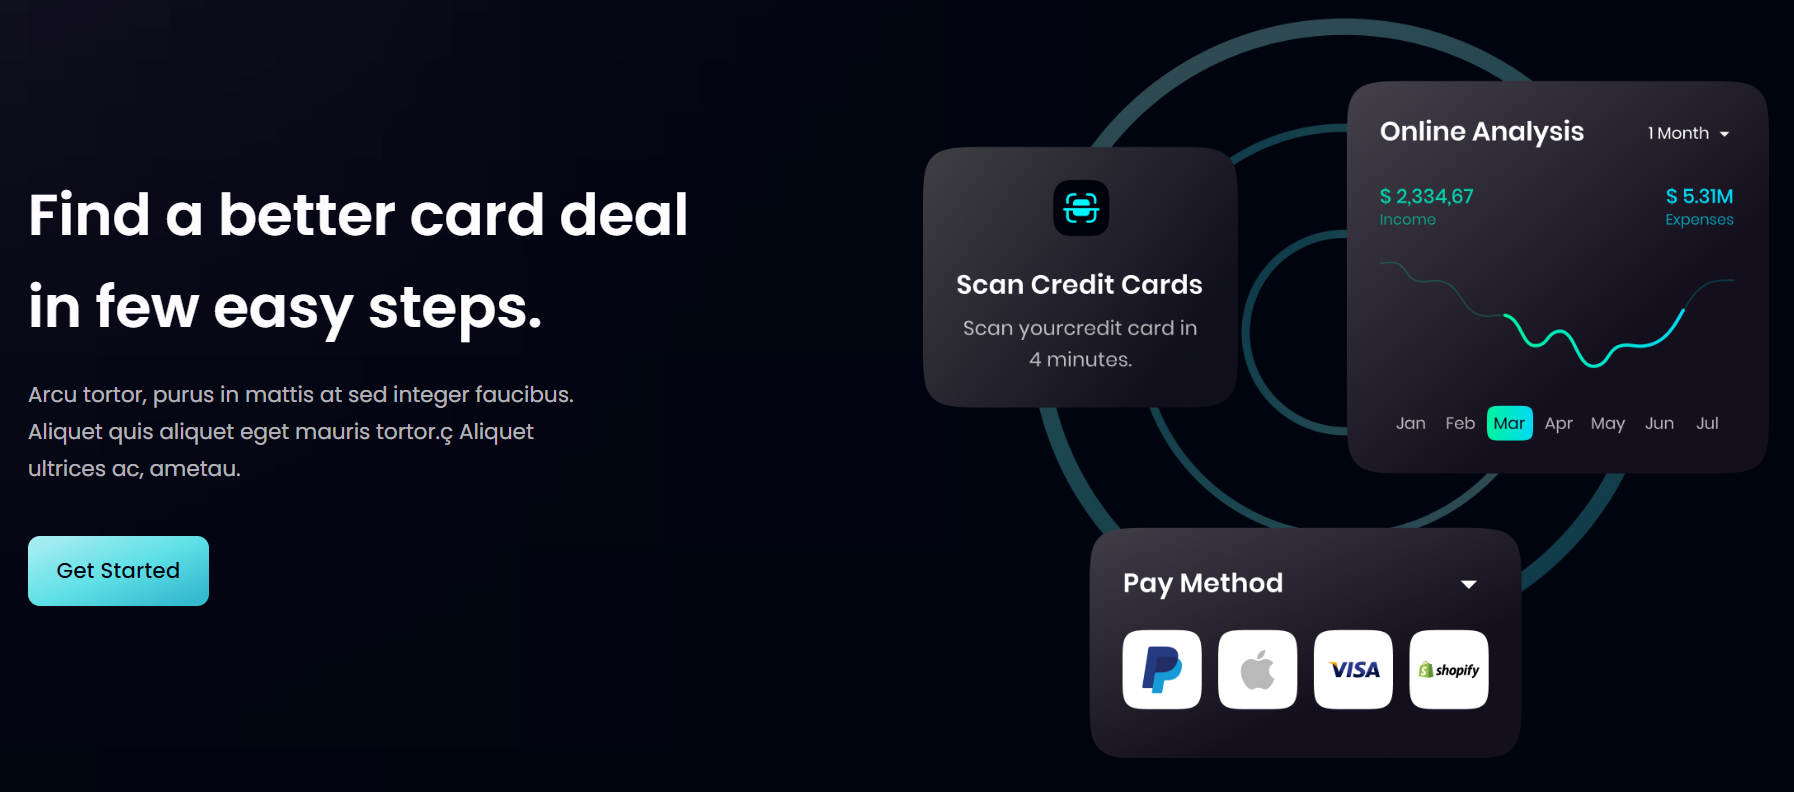 Find a better card deal
in few easy steps.
Arcu tortor, purus in mattis at sed integer faucibus.
Aliquet quis aliquet eget mauris tortor.ç Aliquet
ultrices ac, ametau.
Get Started
Scan Credit Cards
Scan yourcredit card in
4 minutes.
Online Analysis
1 Month
$ 2,334,67
$ 5.31M
Income
Expenses
Jan Feb Mar Apr May Jun Jul
Pay Method
VISA
shopify